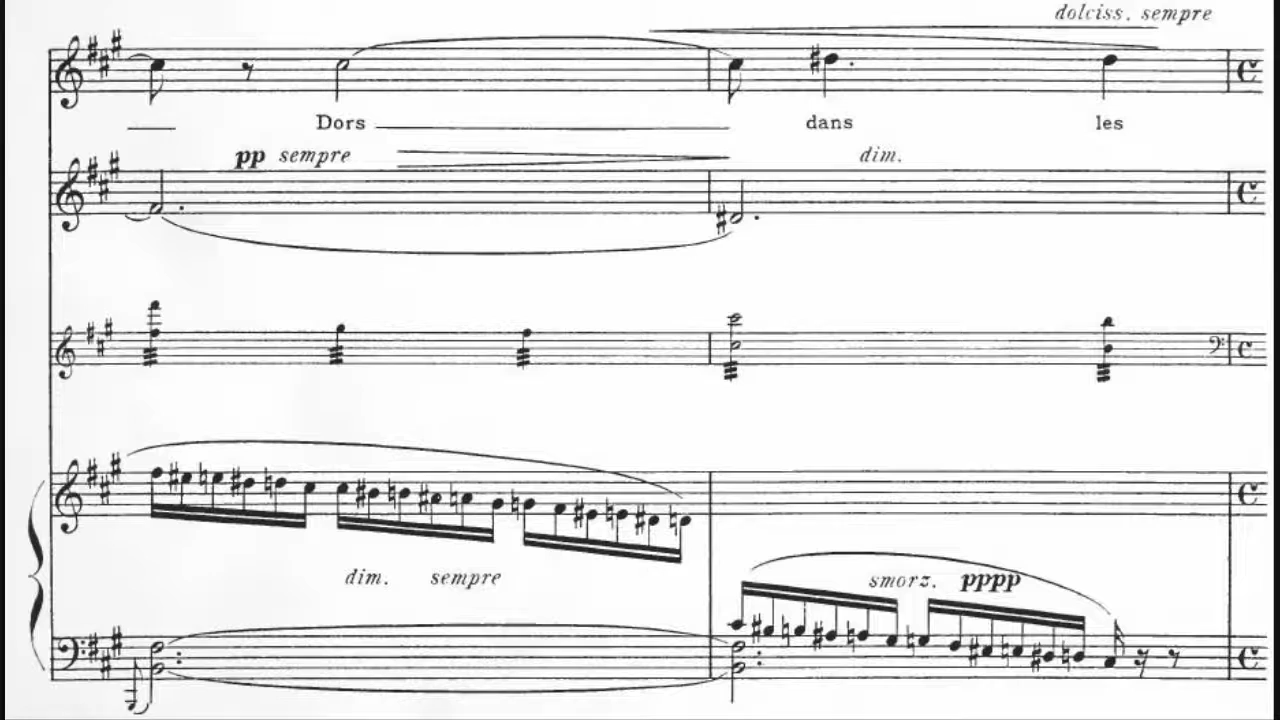 dolciss. sempre
Dors dans les
pp sempre dim.
dim. sempre
smorz. pppp